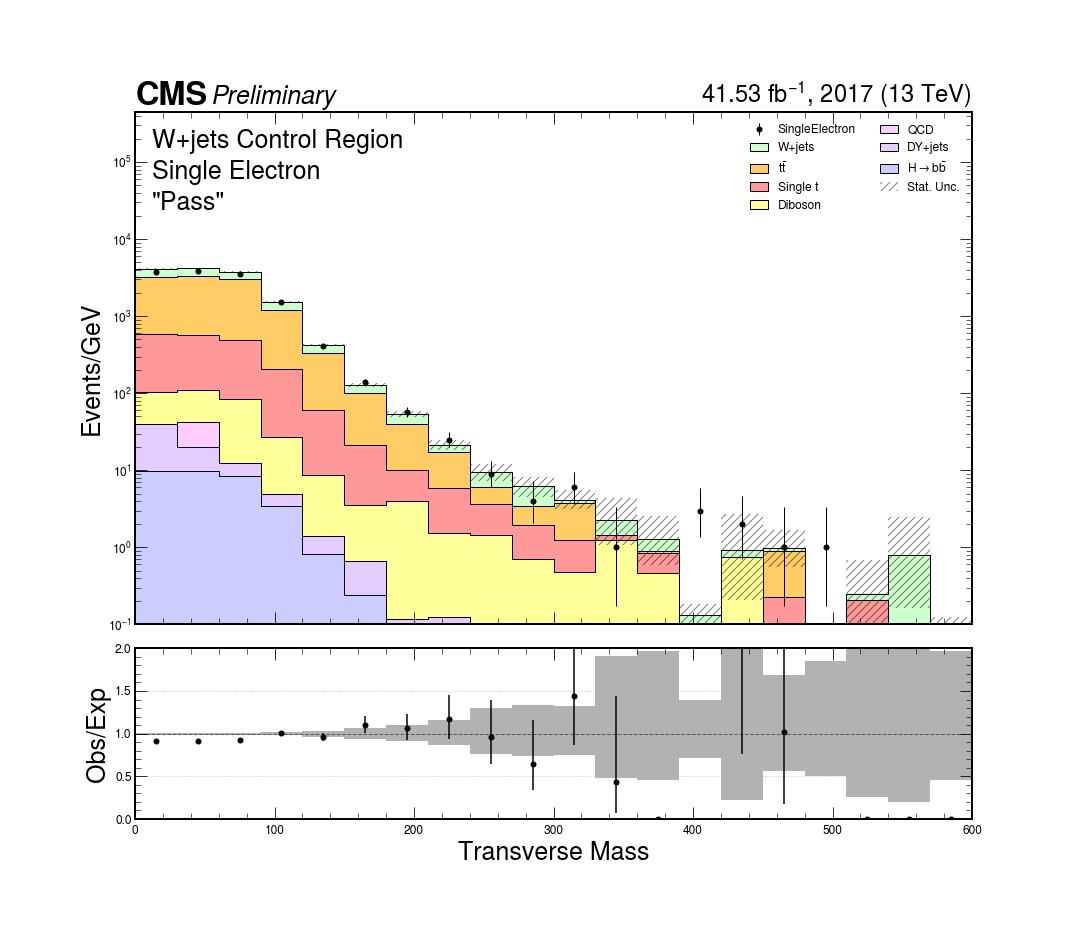 CMS Preliminary
41.53 fb⁻¹, 2017 (13 TeV)
W+jets Control Region
Single Electron
"Pass"
SingleElectron
W+jets
tt̄
Single t
Diboson
QCD
DY+jets
H→bb̄
Stat. Unc.
Events/GeV
10⁵
10⁴
10³
10²
10¹
10⁰
10⁻¹
Obs/Exp
2.0
1.5
1.0
0.5
0.0
0 100 200 300 400 500 600
Transverse Mass